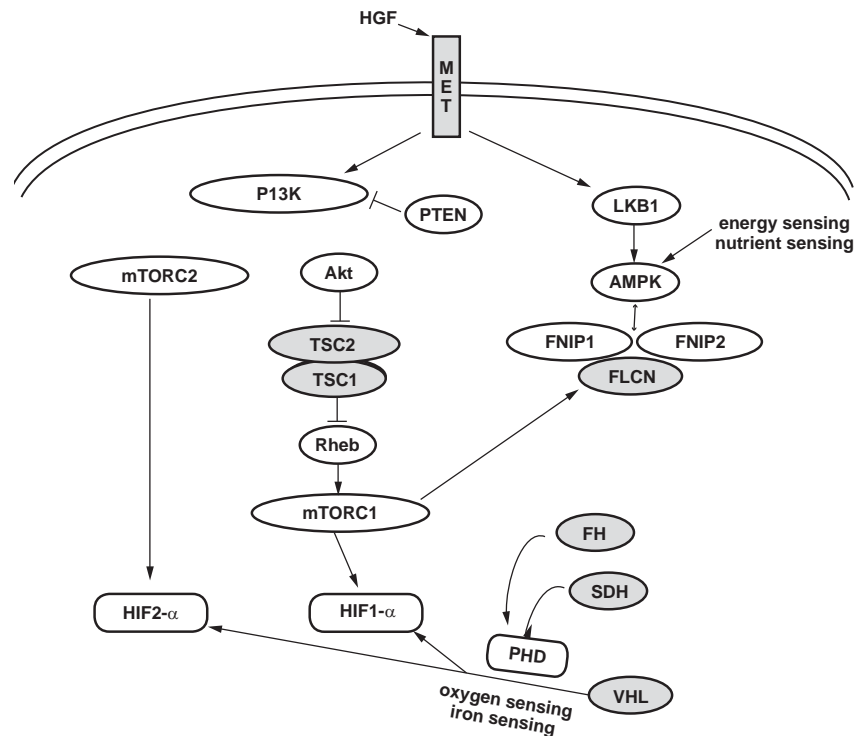 HGF
M
E
T
P13K
PTEN
LKB1
energy sensing
nutrient sensing
mTORC2
Akt
AMPK
TSC2
FNIP1
FNIP2
TSC1
FLCN
Rheb
mTORC1
FH
SDH
HIF2-α
HIF1-α
PHD
VHL
oxygen sensing
iron sensing